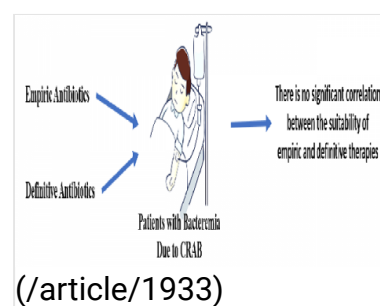 Empiric Antibiotics
Definitive Antibiotics
Patients with Bacteremia
Due to CRAB
There is no significant correlation
between the suitability of
empiric and definitive therapies
(/article/1933)